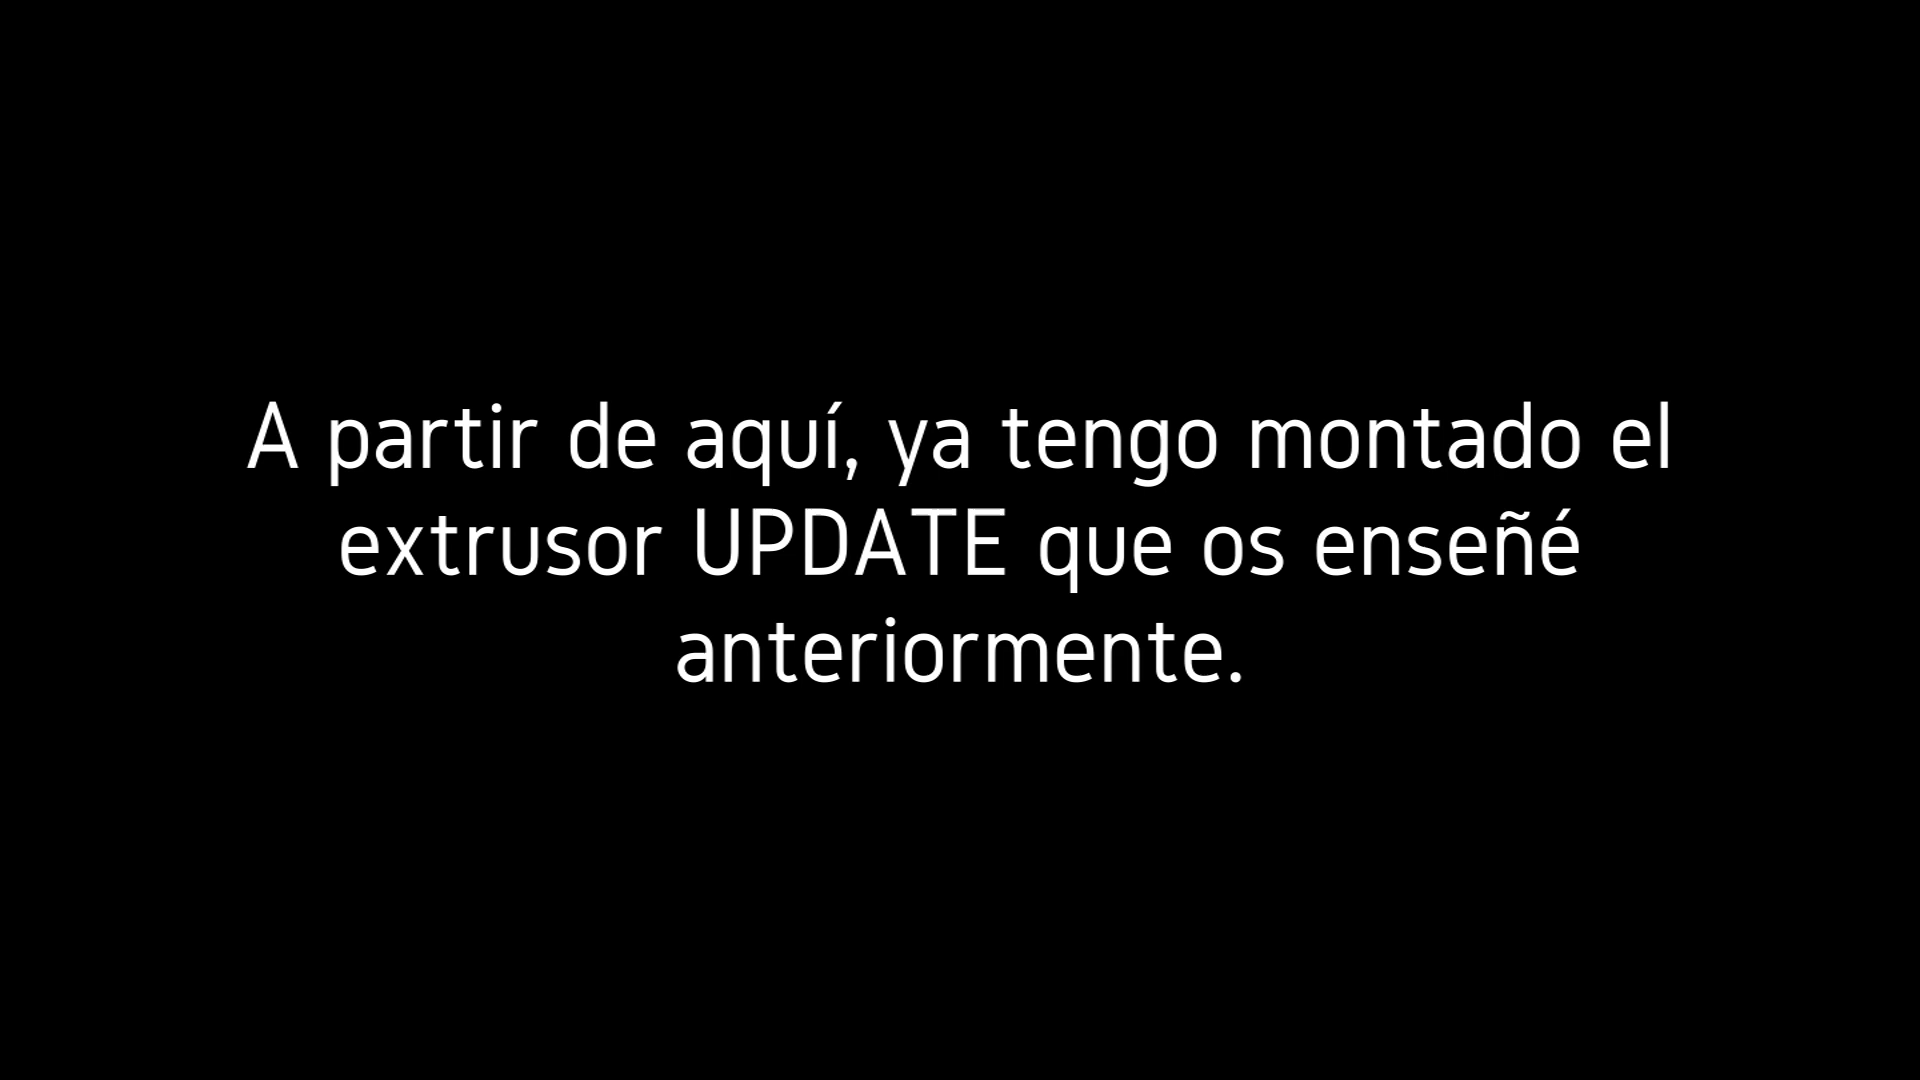 A partir de aquí, ya tengo montado el
extrusor UPDATE que os enseñé
anteriormente.